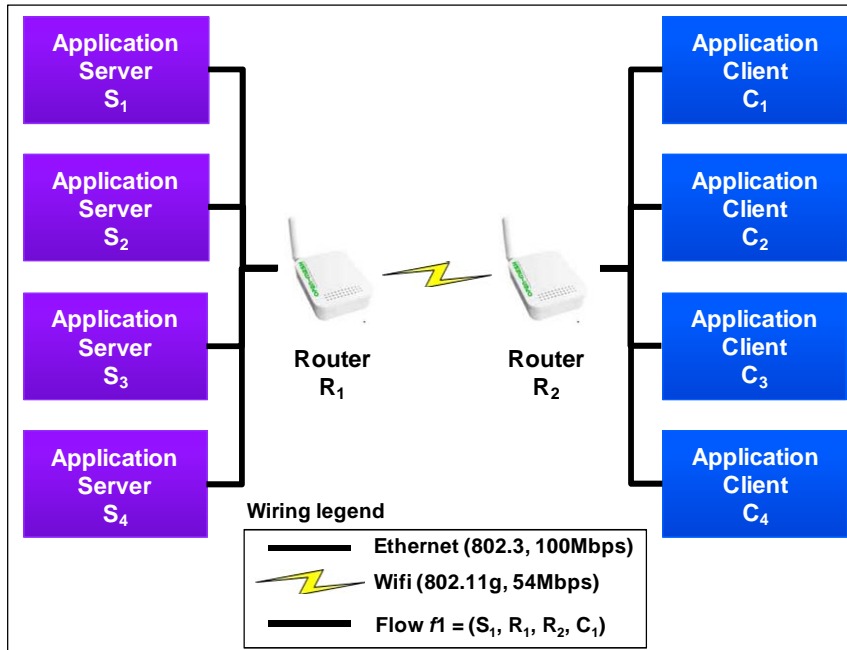 Application
Server
S₁
Application
Server
S₂
Application
Server
S₃
Application
Server
S₄
Router
R₁
Router
R₂
Application
Client
C₁
Application
Client
C₂
Application
Client
C₃
Application
Client
C₄
Wiring legend
Ethernet (802.3, 100Mbps)
Wifi (802.11g, 54Mbps)
Flow f1 = (S₁, R₁, R₂, C₁)